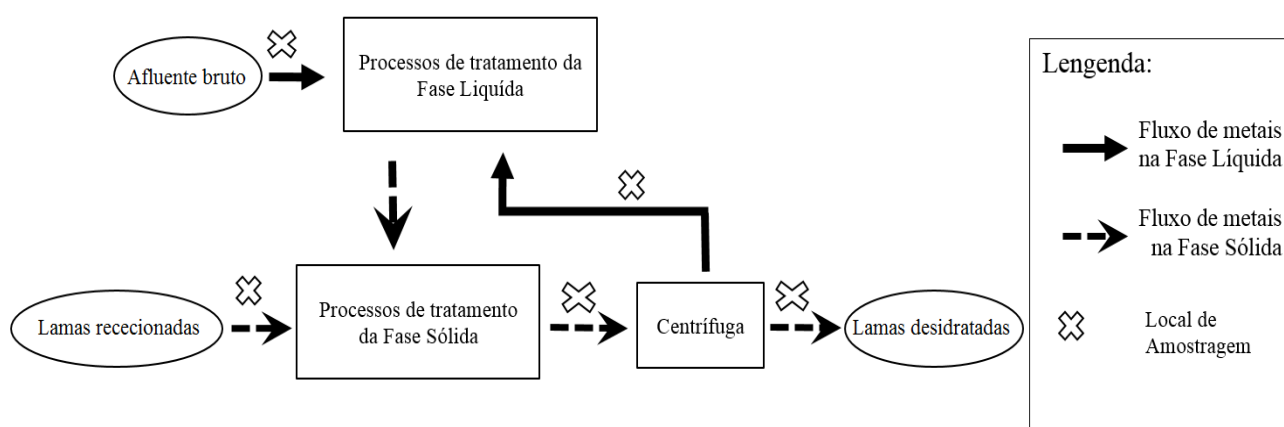 Afluente bruto
Processos de tratamento da
Fase Liquída
Lamas rececionadas
Processos de tratamento
da Fase Sólida
Centrífuga
Lamas desidratadas
Lengenda:
Fluxo de metais
na Fase Líquida
Fluxo de metais
na Fase Sólida
Local de
Amostragem